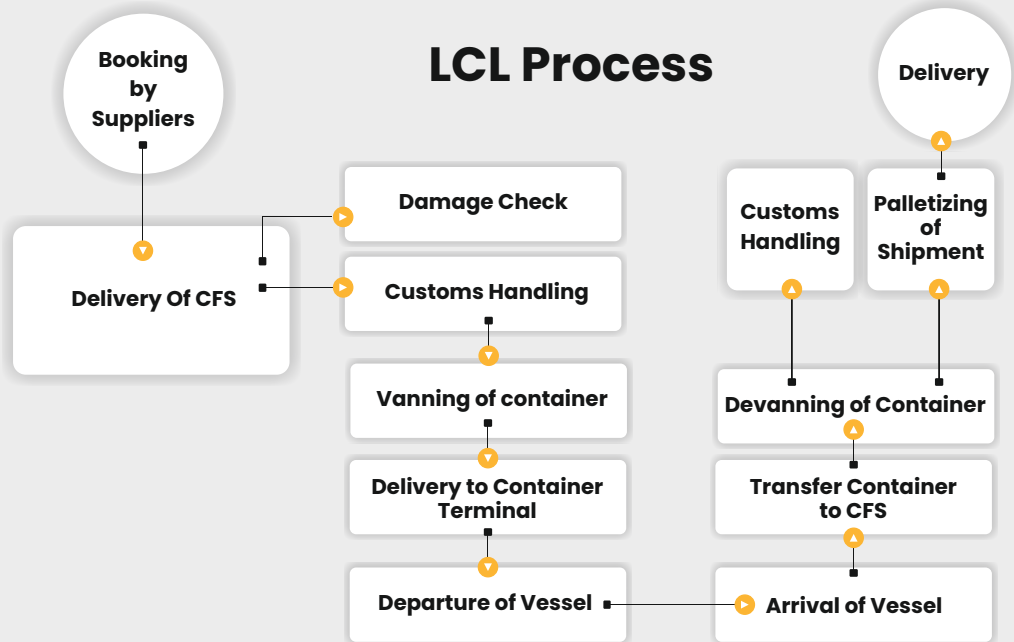 LCL Process
Booking
by
Suppliers
Delivery Of CFS
Damage Check
Customs Handling
Vanning of container
Delivery to Container
Terminal
Departure of Vessel
Arrival of Vessel
Transfer Container
to CFS
Devanning of Container
Customs
Handling
Palletizing
of
Shipment
Delivery